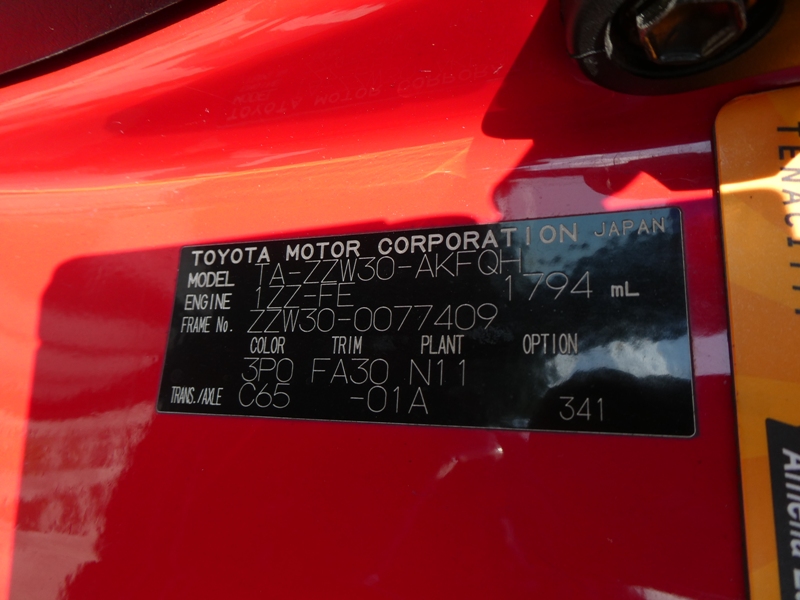 TOYOTA MOTOR CORPORATION JAPAN
MODEL TA-ZZW30-AKFQH
ENGINE 1ZZ-FE 1794 mL
FRAME No. ZZW30-0077409
COLOR TRIM PLANT OPTION
3P0 FA30 N11
TRANS./AXLE C65 -01A 341
TENACITY